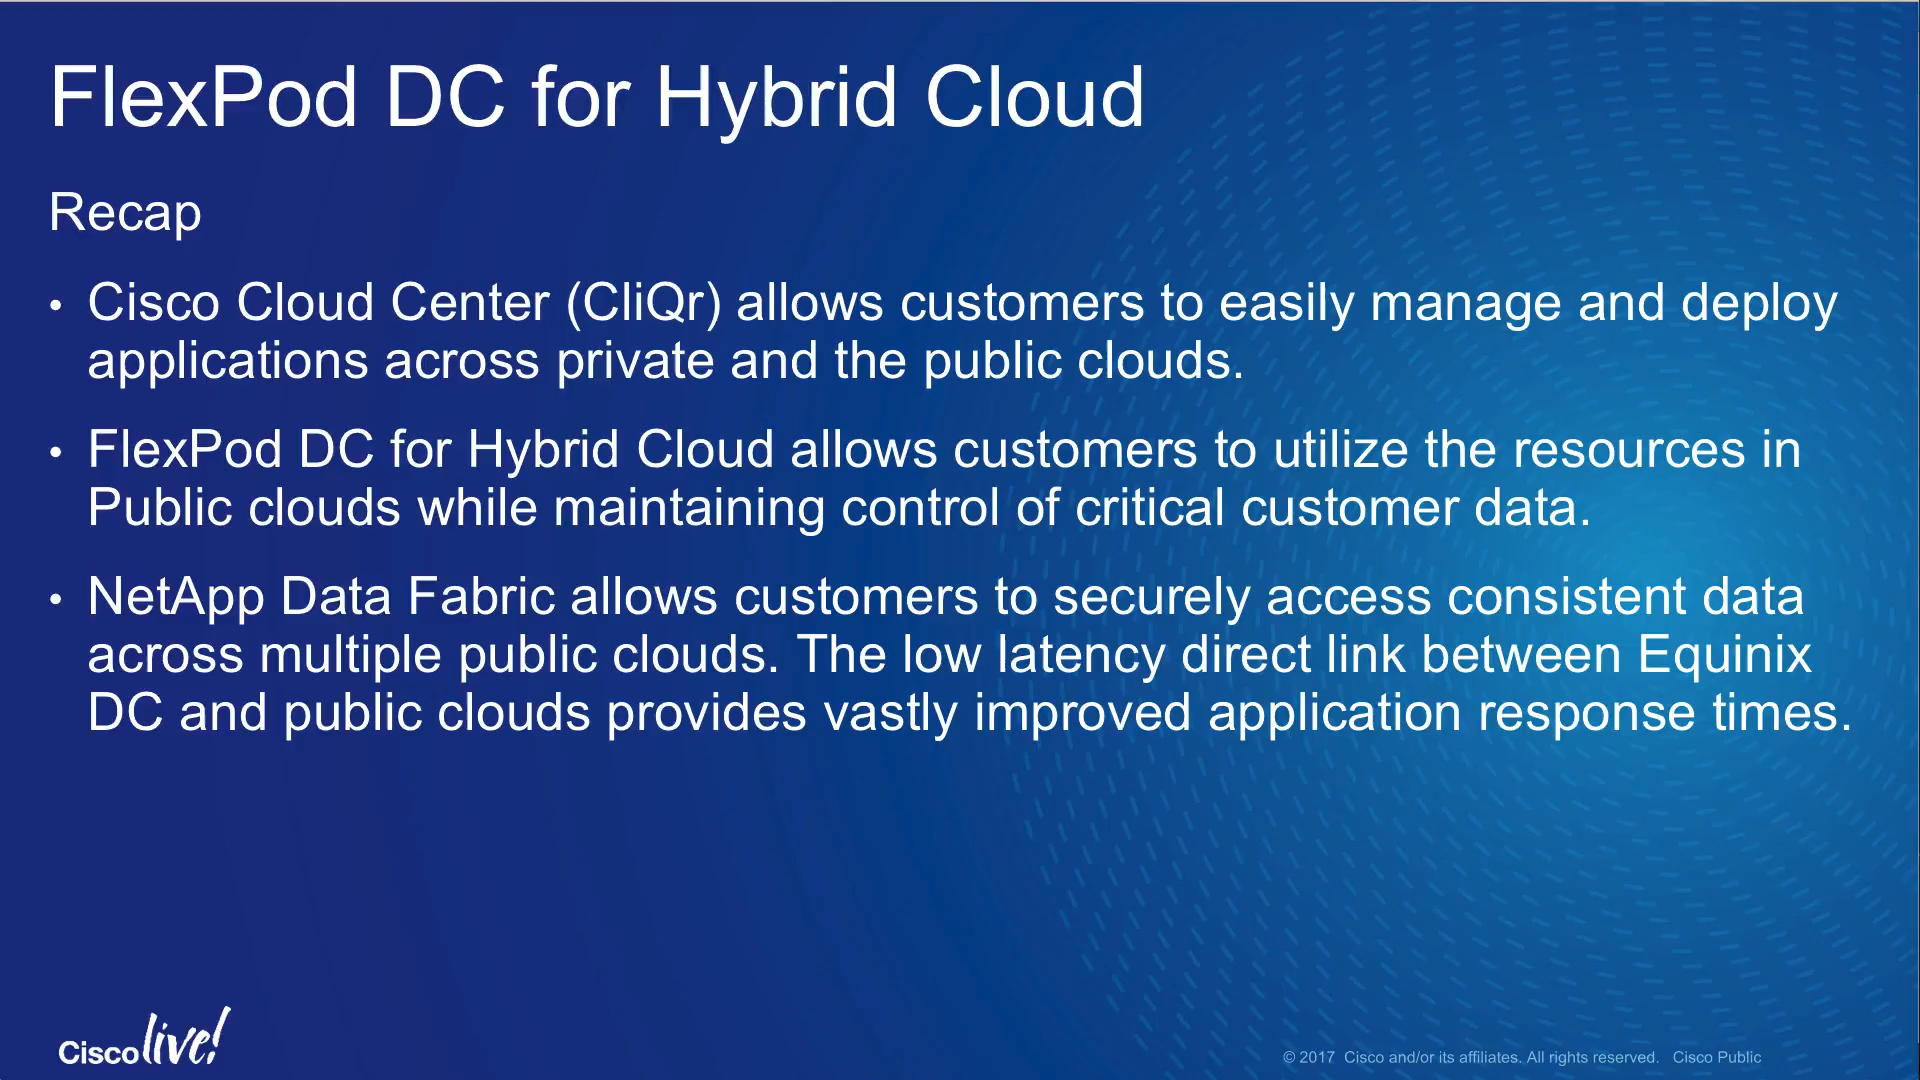 FlexPod DC for Hybrid Cloud
Recap
• Cisco Cloud Center (CliQr) allows customers to easily manage and deploy
applications across private and the public clouds.
• FlexPod DC for Hybrid Cloud allows customers to utilize the resources in
Public clouds while maintaining control of critical customer data.
• NetApp Data Fabric allows customers to securely access consistent data
across multiple public clouds. The low latency direct link between Equinix
DC and public clouds provides vastly improved application response times.
Cisco live!
© 2017 Cisco and/or its affiliates. All rights reserved. Cisco Public